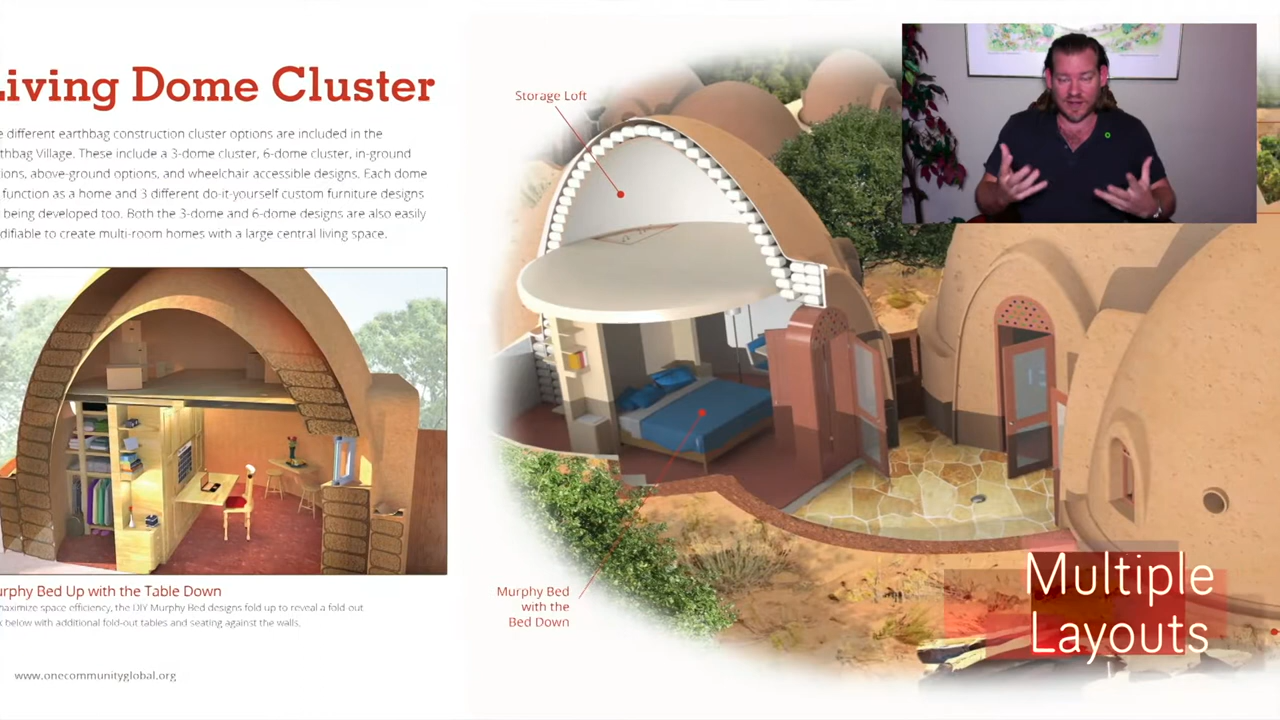 Living Dome Cluster
e different earthbag construction cluster options are included in the
thbag Village. These include a 3-dome cluster, 6-dome cluster, in-ground
ions, above-ground options, and wheelchair accessible designs. Each dome
function as a home and 3 different do-it-yourself custom furniture designs
being developed too. Both the 3-dome and 6-dome designs are also easily
difiable to create multi-room homes with a large central living space.
urphy Bed Up with the Table Down
maximize space efficiency, the DIY Murphy Bed designs fold up to reveal a fold-out
k below with additional fold-out tables and seating against the walls.
www.onecommunityglobal.org
Storage Loft
Murphy Bed
with the
Bed Down
Multiple
Layouts